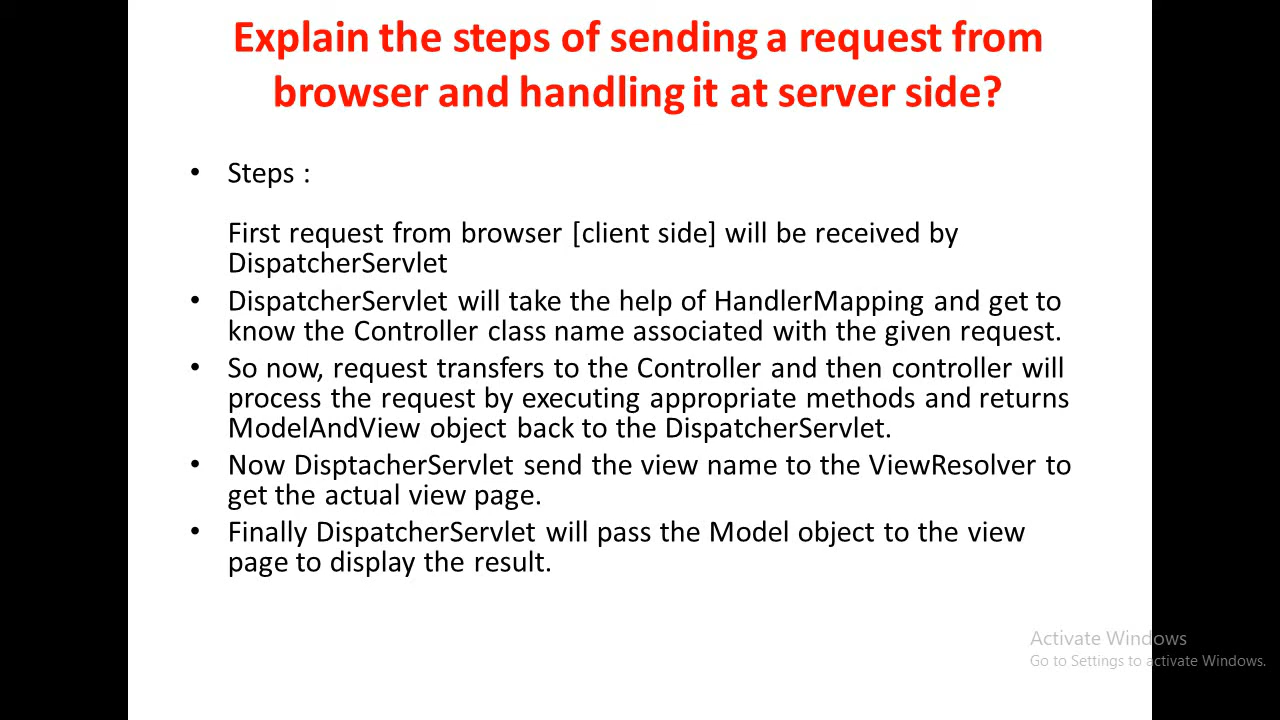 Explain the steps of sending a request from
browser and handling it at server side?
• Steps :
First request from browser [client side] will be received by
DispatcherServlet
• DispatcherServlet will take the help of HandlerMapping and get to
know the Controller class name associated with the given request.
• So now, request transfers to the Controller and then controller will
process the request by executing appropriate methods and returns
ModelAndView object back to the DispatcherServlet.
• Now DisptacherServlet send the view name to the ViewResolver to
get the actual view page.
• Finally DispatcherServlet will pass the Model object to the view
page to display the result.
Activate Windows
Go to Settings to activate Windows.